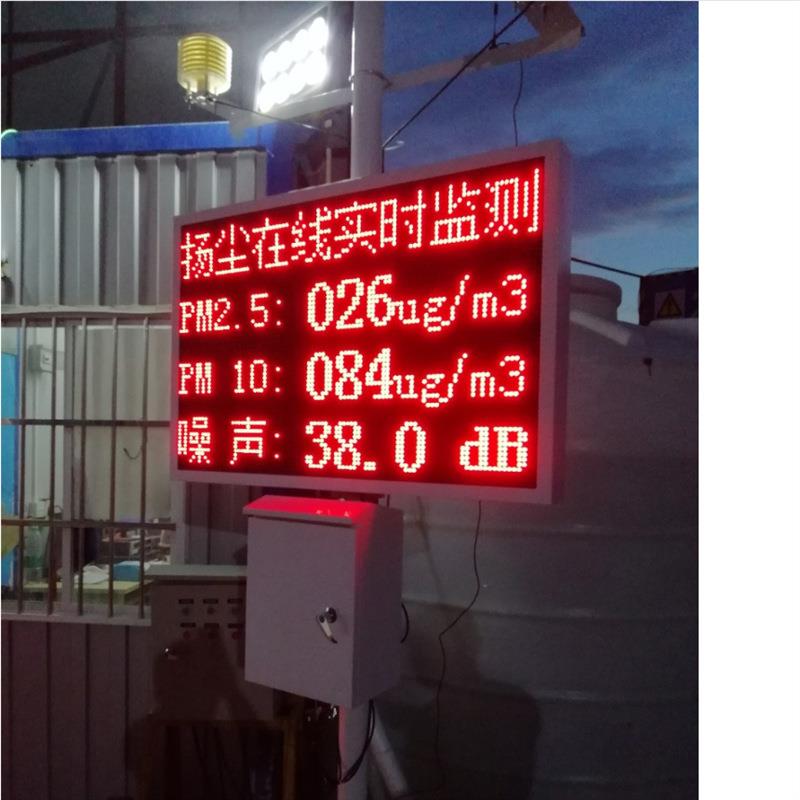 扬尘在线实时监测
PM2.5: 026ug/m3
PM 10: 084ug/m3
噪 声: 38.0 dB